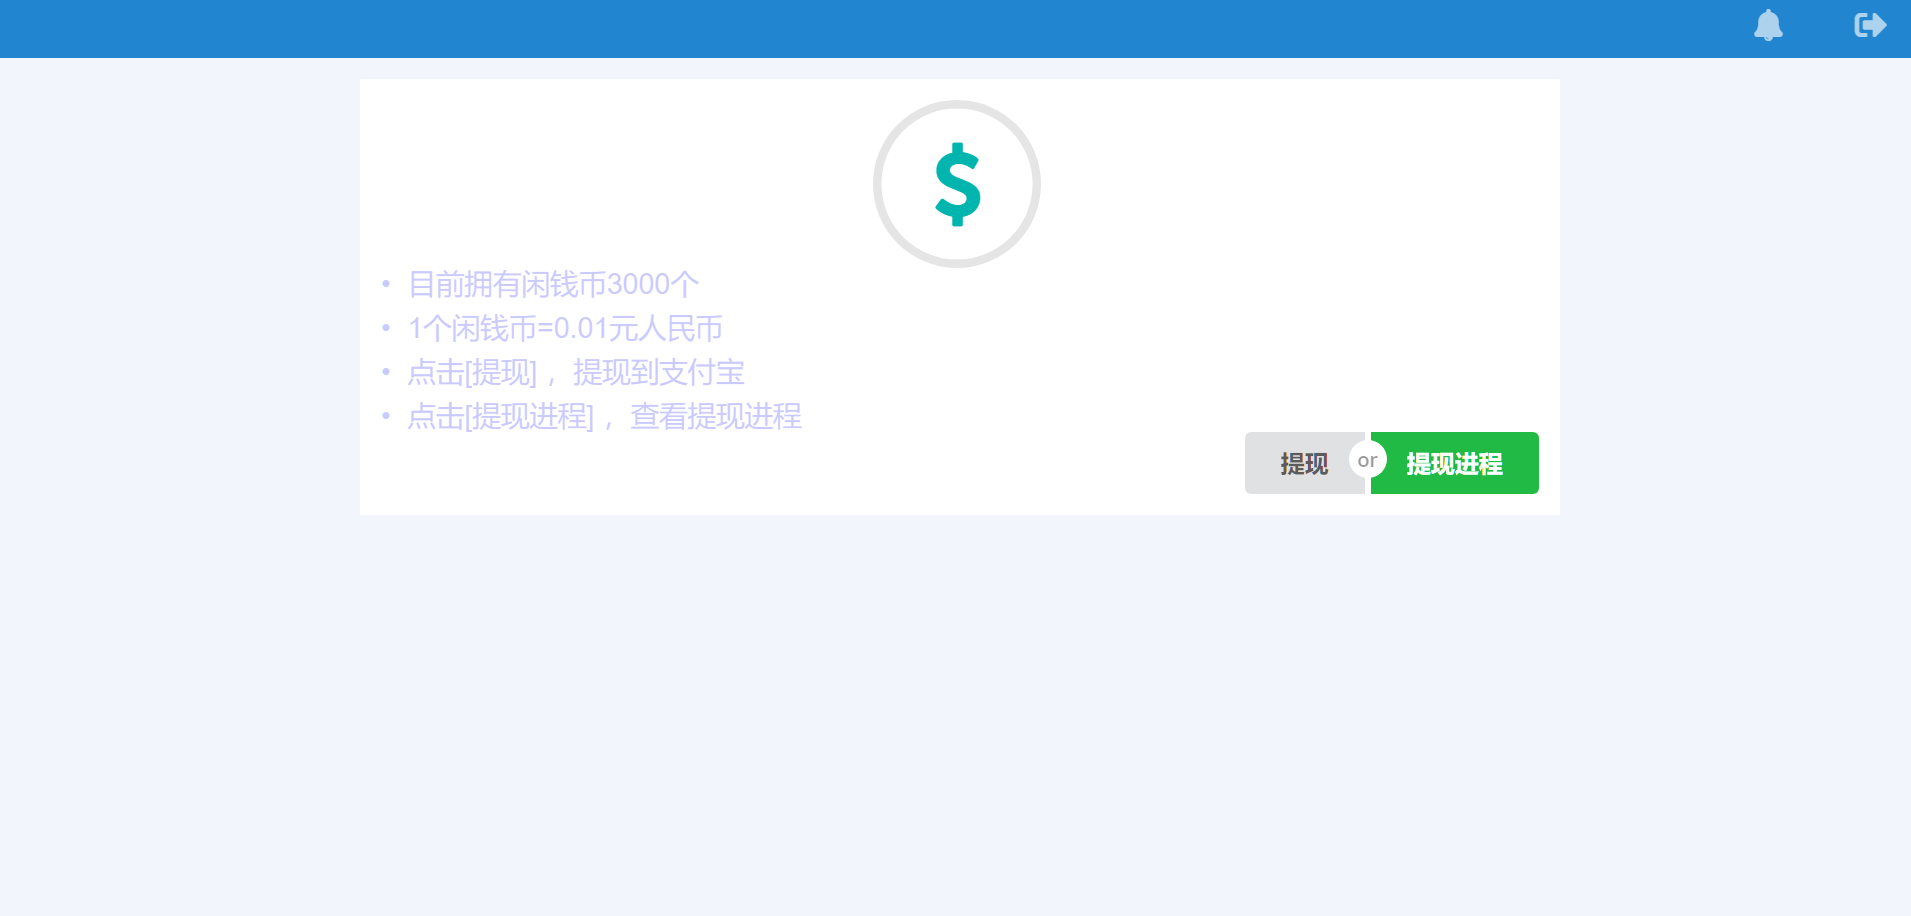 $
• 目前拥有闲钱币3000个
• 1个闲钱币=0.01元人民币
• 点击[提现]，提现到支付宝
• 点击[提现进程]，查看提现进程
提现 or 提现进程